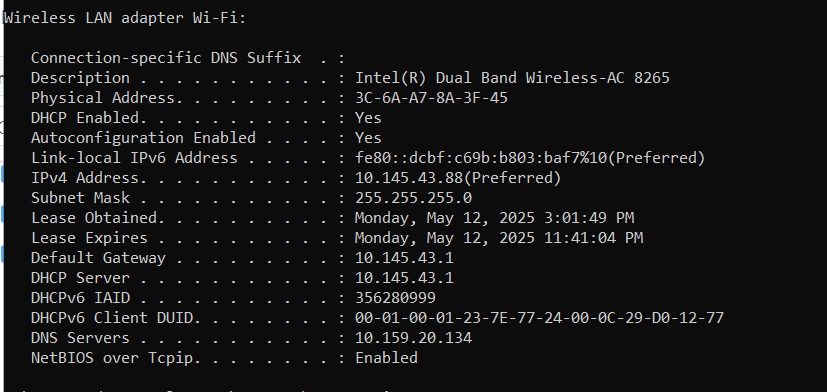 Wireless LAN adapter Wi-Fi:
Connection-specific DNS Suffix  . :
Description . . . . . . . . . . . : Intel(R) Dual Band Wireless-AC 8265
Physical Address. . . . . . . . . : 3C-6A-A7-8A-3F-45
DHCP Enabled. . . . . . . . . . . : Yes
Autoconfiguration Enabled . . . . : Yes
Link-local IPv6 Address . . . . . : fe80::dcbf:c69b:b803:baf7%10(Preferred)
IPv4 Address. . . . . . . . . . . : 10.145.43.88(Preferred)
Subnet Mask . . . . . . . . . . . : 255.255.255.0
Lease Obtained. . . . . . . . . . : Monday, May 12, 2025 3:01:49 PM
Lease Expires . . . . . . . . . . : Monday, May 12, 2025 11:41:04 PM
Default Gateway . . . . . . . . . : 10.145.43.1
DHCP Server . . . . . . . . . . . : 10.145.43.1
DHCPv6 IAID . . . . . . . . . . . : 356280999
DHCPv6 Client DUID. . . . . . . . : 00-01-00-01-23-7E-77-24-00-0C-29-D0-12-77
DNS Servers . . . . . . . . . . . : 10.159.20.134
NetBIOS over Tcpip. . . . . . . . : Enabled